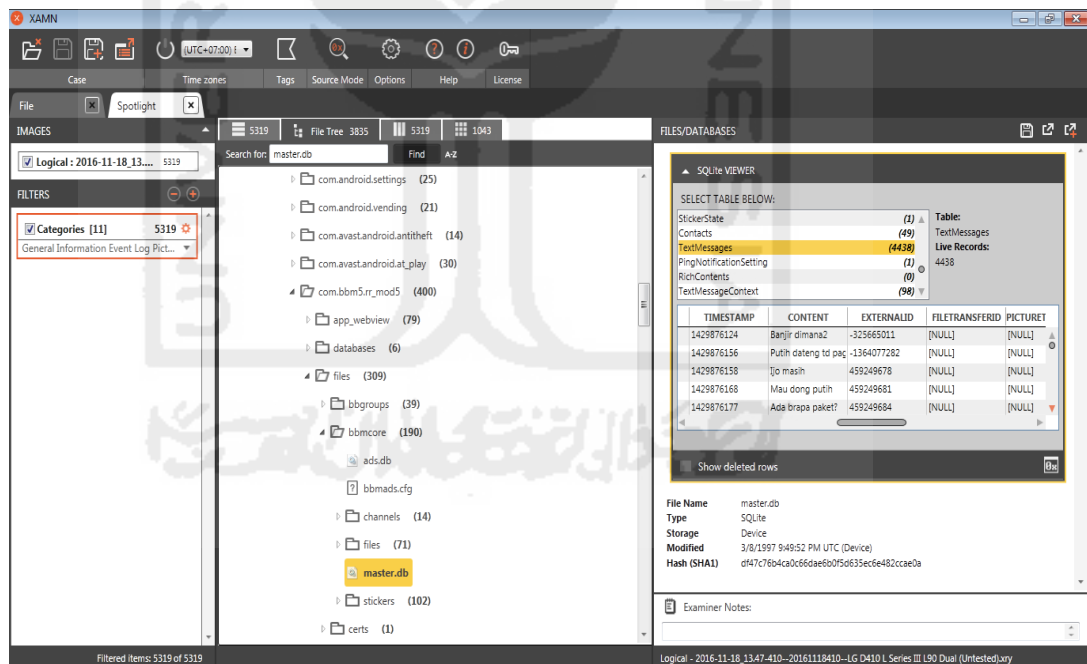 XAMN
(UTC+07:00) E
Case
Time zones
Tags
Source Mode
Options
Help
License
File
Spotlight
IMAGES
Logical : 2016-11-18_13.... 5319
FILTERS
Categories [11] 5319
General Information Event Log Pict...
Filtered items: 5319 of 5319
5319
File Tree 3835
5319
1043
Search for: master.db Find A-Z
com.android.settings (25)
com.android.vending (21)
com.avast.android.antitheft (14)
com.avast.android.at_play (30)
com.bbm5.rr_mod5 (400)
app_webview (79)
databases (6)
files (309)
bbgroups (39)
bbmcore (190)
ads.db
bbmads.cfg
channels (14)
files (71)
master.db
stickers (102)
certs (1)
FILES/DATABASES
SQLite VIEWER
SELECT TABLE BELOW:
StickerState (1)
Contacts (49)
TextMessages (4438)
PingNotificationSetting (1)
RichContents (0)
TextMessageContext (98)
Table:
TextMessages
Live Records:
4438
TIMESTAMP CONTENT EXTERNALID FILETRANSFERID PICTURET
1429876124 Banjir dimana2 -325665011 [NULL] [NULL]
1429876156 Putih dateng td pag -1364077282 [NULL] [NULL]
1429876158 Ijo masih 459249678 [NULL] [NULL]
1429876168 Mau dong putih 459249681 [NULL] [NULL]
1429876177 Ada brapa paket? 459249684 [NULL] [NULL]
Show deleted rows
File Name master.db
Type SQLite
Storage Device
Modified 3/8/1997 9:49:52 PM UTC (Device)
Hash (SHA1) df47c76b4ca0c66dae6b0f5d635ec6e482ccae0a
Examiner Notes:
Logical - 2016-11-18_13.47-410--20161118410--LG D410 L Series III L90 Dual (Untested).xry